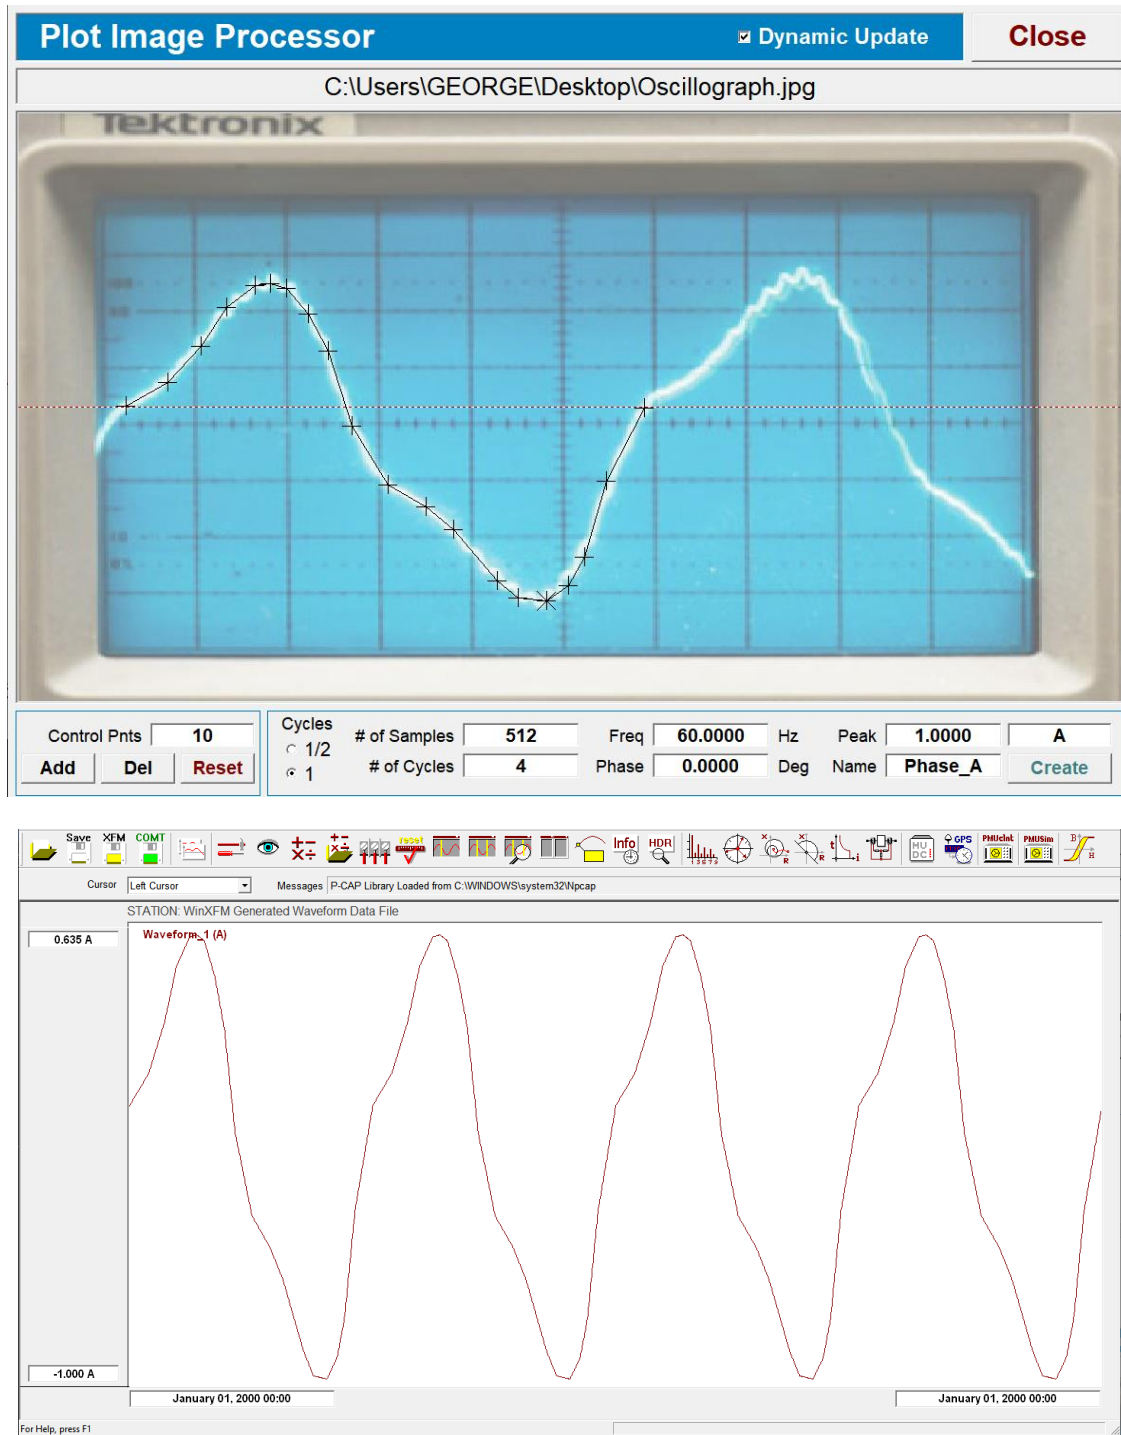 Plot Image Processor Dynamic Update Close
C:\Users\GEORGE\Desktop\Oscillograph.jpg
Tektronix
Control Pnts 10
Add Del Reset
Cycles
1/2
1
# of Samples 512 Freq 60.0000 Hz Peak 1.0000 A
# of Cycles 4 Phase 0.0000 Deg Name Phase_A Create
Save XFM COMT reset Info HDR GPS PMUClnt PMUSim
Cursor Left Cursor Messages P-CAP Library Loaded from C:\WINDOWS\system32\Npcap
STATION: WinXFM Generated Waveform Data File
0.635 A Waveform_1 (A)
-1.000 A
January 01, 2000 00:00 January 01, 2000 00:00
For Help, press F1